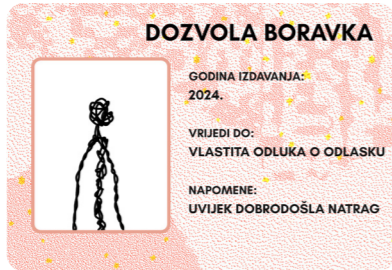 DOZVOLA BORAVKA
GODINA IZDAVANJA:
2024.
VRIJEDI DO:
VLASTITA ODLUKA O ODLASKU
NAPOMENE:
UVIJEK DOBRODOŠLA NATRAG